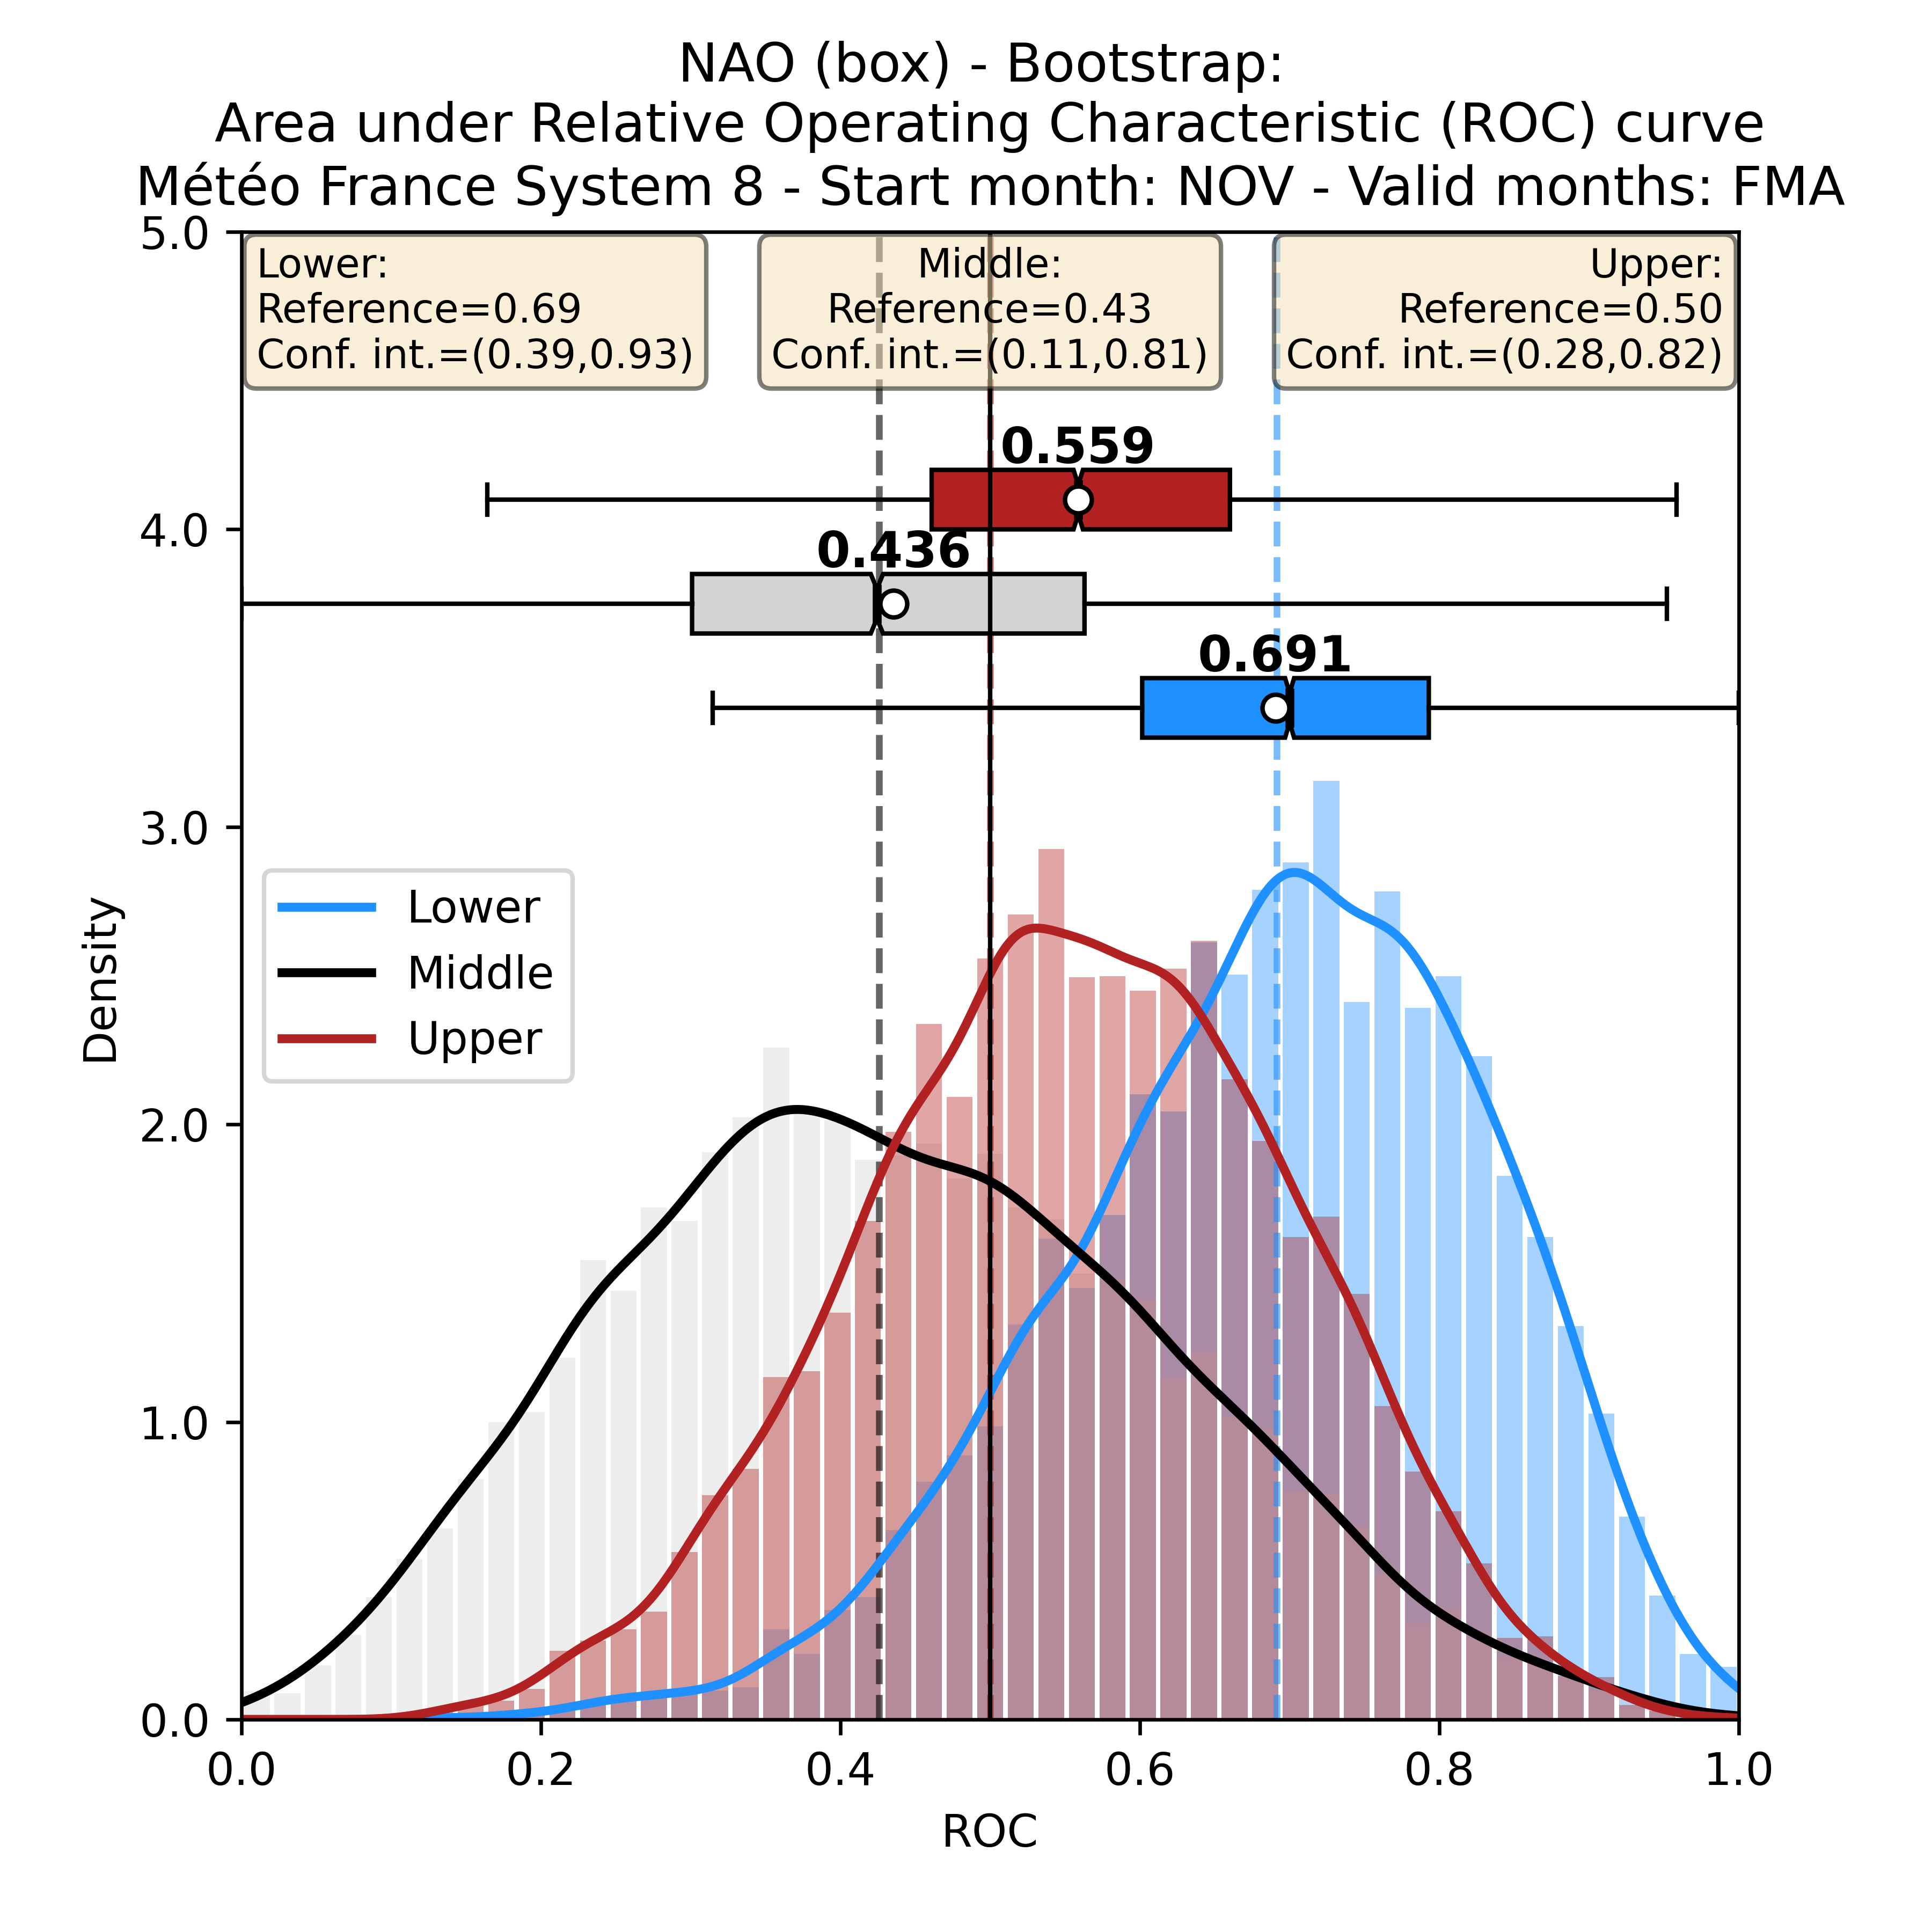 NAO (box) - Bootstrap:
Area under Relative Operating Characteristic (ROC) curve
Météo France System 8 - Start month: NOV - Valid months: FMA
Lower:
Reference=0.69
Conf. int.=(0.39,0.93)
Middle:
Reference=0.43
Conf. int.=(0.11,0.81)
Upper:
Reference=0.50
Conf. int.=(0.28,0.82)
0.559
0.436
0.691
5.0
4.0
3.0
2.0
1.0
0.0
Density
Lower
Middle
Upper
0.0 0.2 0.4 0.6 0.8 1.0
ROC